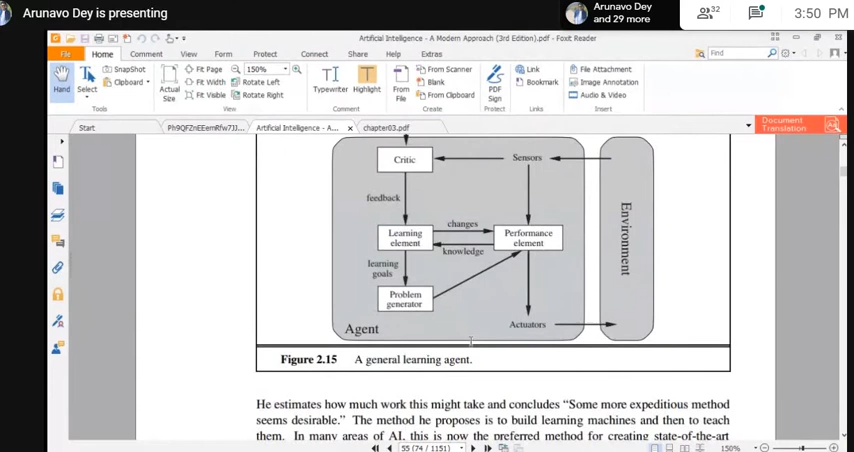 Arunavo Dey is presenting
Arunavo Dey
and 29 more
32
3:50 PM
Artificial Intelligence - A Modern Approach (3rd Edition).pdf - Foxit Reader
File Home Comment View Form Protect Connect Share Help Extras
Find
Hand
Select
SnapShot
Clipboard
Tools
Actual
Size
Fit Page
Fit Width
Fit Visible
150%
Rotate Left
Rotate Right
View
Typewriter
Highlight
Comment
From
File
From Scanner
Blank
From Clipboard
Create
PDF
Sign
Protect
Link
Bookmark
Links
File Attachment
Image Annotation
Audio & Video
Insert
Start
Ph9QFZnEEemRfw7JJ...
Artificial Intelligence - A...
chapter03.pdf
Document
Translation
Critic
Sensors
feedback
changes
Learning
element
Performance
element
knowledge
learning
goals
Problem
generator
Agent
Actuators
Environment
Figure 2.15 A general learning agent.
He estimates how much work this might take and concludes “Some more expeditious method
seems desirable.” The method he proposes is to build learning machines and then to teach
them. In many areas of AI, this is now the preferred method for creating state-of-the-art
55 (74 / 1151)
150%